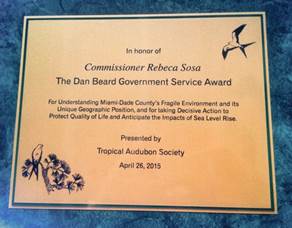 In honor of
Commissioner Rebeca Sosa
The Dan Beard Government Service Award
For Understanding Miami-Dade County's Fragile Environment and its
Unique Geographic Position, and for taking Decisive Action to
Protect Quality of Life and Anticipate the Impacts of Sea Level Rise.
Presented by
Tropical Audubon Society
April 26, 2015